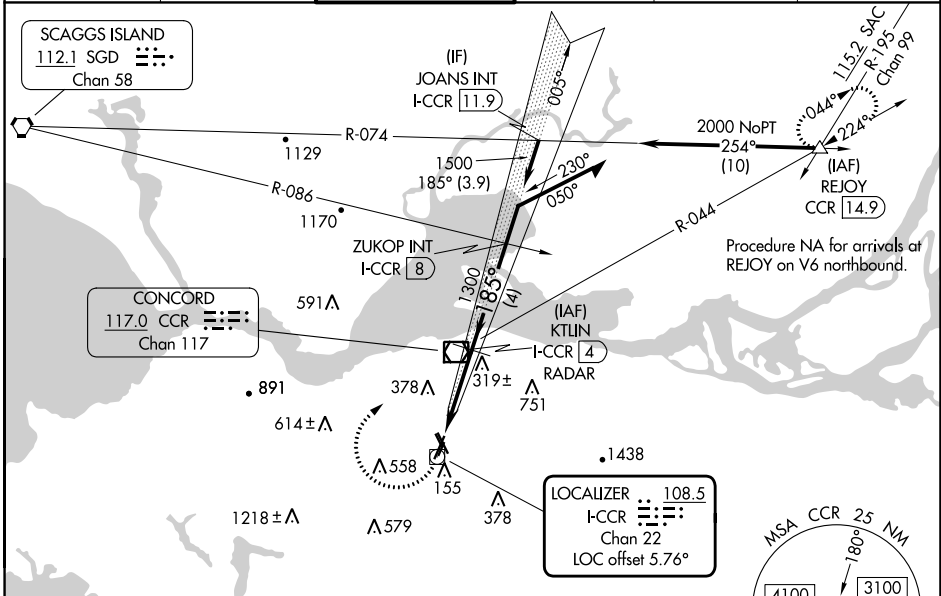 SCAGGS ISLAND
112.1 SGD
Chan 58
(IF)
JOANS INT
I-CCR 11.9
005°
115.2 SAC
R-195
Chan 99
044°
224°
R-074
2000 NoPT
254°
(10)
(IAF)
REJOY
CCR 14.9
1129
1500
185° (3.9)
230°
050°
R-086
R-044
1170
ZUKOP INT
I-CCR 8
Procedure NA for arrivals at
REJOY on V6 northbound.
1300
185°
(4)
CONCORD
117.0 CCR
Chan 117
591
(IAF)
KTLIN
I-CCR 4
RADAR
319±
891
378
751
614±
558
155
1438
378
1218±
579
LOCALIZER 108.5
I-CCR
Chan 22
LOC offset 5.76°
MSA CCR 25 NM
180°
4100
3100